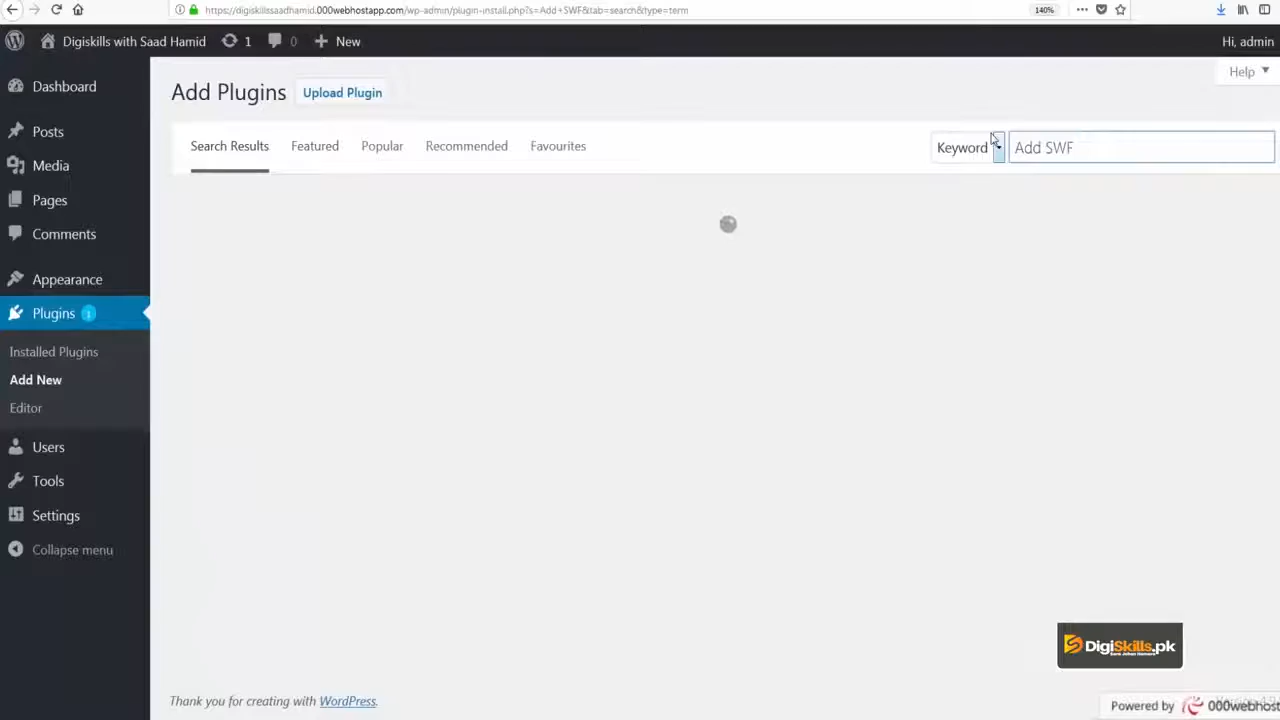 https://digiskillssaadhamid.000webhostapp.com/wp-admin/plugin-install.php?s=Add+SWF&tab=search&type=term
140%
Digiskills with Saad Hamid
1
0
New
Hi, admin
Help
Dashboard
Posts
Media
Pages
Comments
Appearance
Plugins 1
Installed Plugins
Add New
Editor
Users
Tools
Settings
Collapse menu
Add Plugins
Upload Plugin
Search Results
Featured
Popular
Recommended
Favourites
Keyword
Add SWF
DigiSkills.pk
Thank you for creating with WordPress.
Powered by 000webhost